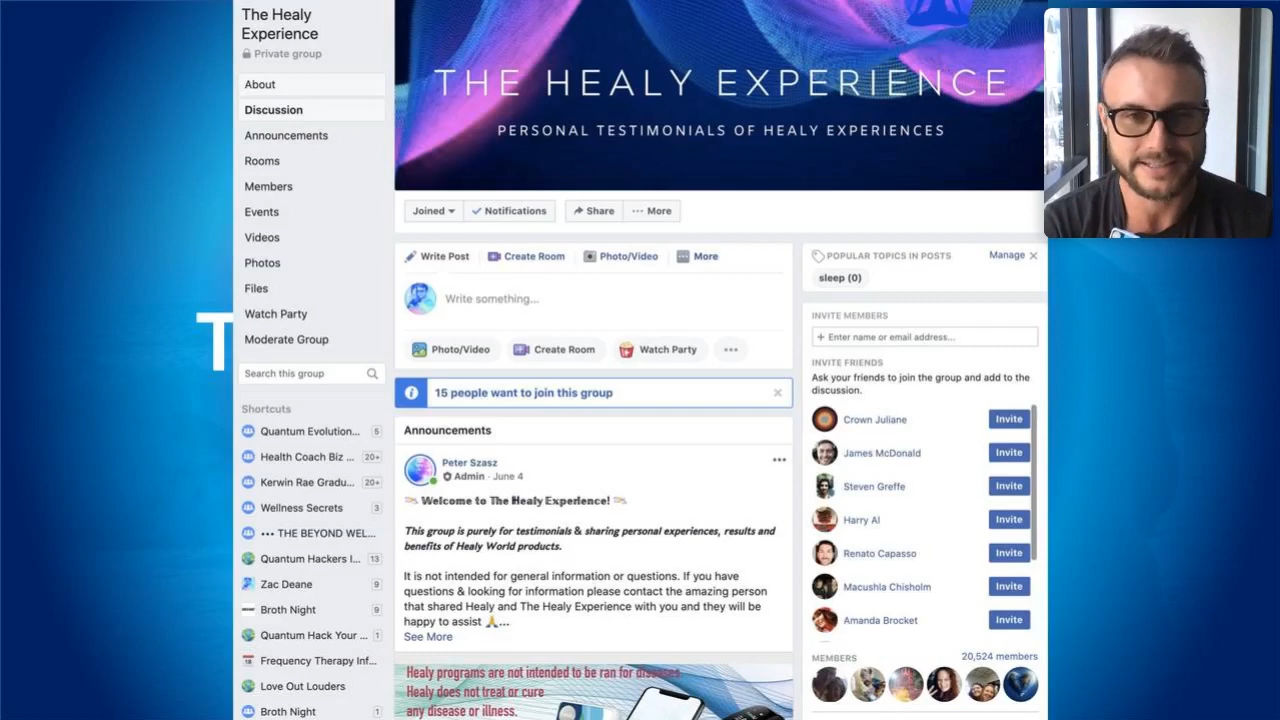 The Healy
Experience
Private group
About
Discussion
Announcements
Rooms
Members
Events
Videos
Photos
Files
Watch Party
Moderate Group
Search this group
Shortcuts
Quantum Evolution... 5
Health Coach Biz ... 20+
Kerwin Rae Gradu... 20+
Wellness Secrets 3
••• THE BEYOND WEL...
Quantum Hackers I... 13
Zac Deane 9
Broth Night 9
Quantum Hack Your ... 1
Frequency Therapy Inf...
Love Out Louders
Broth Night 1
T
THE HEALY EXPERIENCE
PERSONAL TESTIMONIALS OF HEALY EXPERIENCES
Joined Notifications Share ••• More
Write Post Create Room Photo/Video More
Write something...
Photo/Video Create Room Watch Party •••
15 people want to join this group
Announcements
Peter Szasz
Admin · June 4
Welcome to The Healy Experience!
This group is purely for testimonials & sharing personal experiences, results and
benefits of Healy World products.
It is not intended for general information or questions. If you have
questions & looking for information please contact the amazing person
that shared Healy and The Healy Experience with you and they will be
happy to assist 🙏...
See More
Healy programs are not intended to be ran for diseases.
Healy does not treat or cure
any disease or illness.
POPULAR TOPICS IN POSTS Manage
sleep (0)
INVITE MEMBERS
+ Enter name or email address...
INVITE FRIENDS
Ask your friends to join the group and add to the
discussion.
Crown Juliane Invite
James McDonald Invite
Steven Greffe Invite
Harry Al Invite
Renato Capasso Invite
Macushla Chisholm Invite
Amanda Brocket Invite
MEMBERS 20,524 members